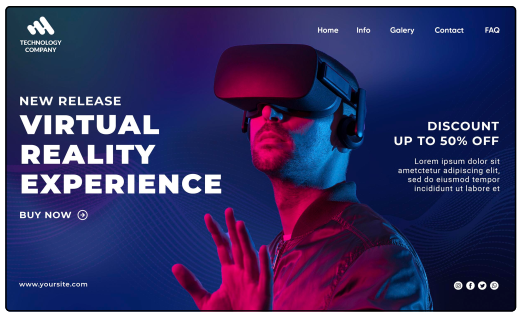 TECHNOLOGY
COMPANY
Home Info Galery Contact FAQ
NEW RELEASE
VIRTUAL
REALITY
EXPERIENCE
BUY NOW
DISCOUNT
UP TO 50% OFF
Lorem ipsum dolor sit
ametctetur adipiscing elit,
sed do eiusmod tempor
incididunt ut labore et
www.yoursite.com